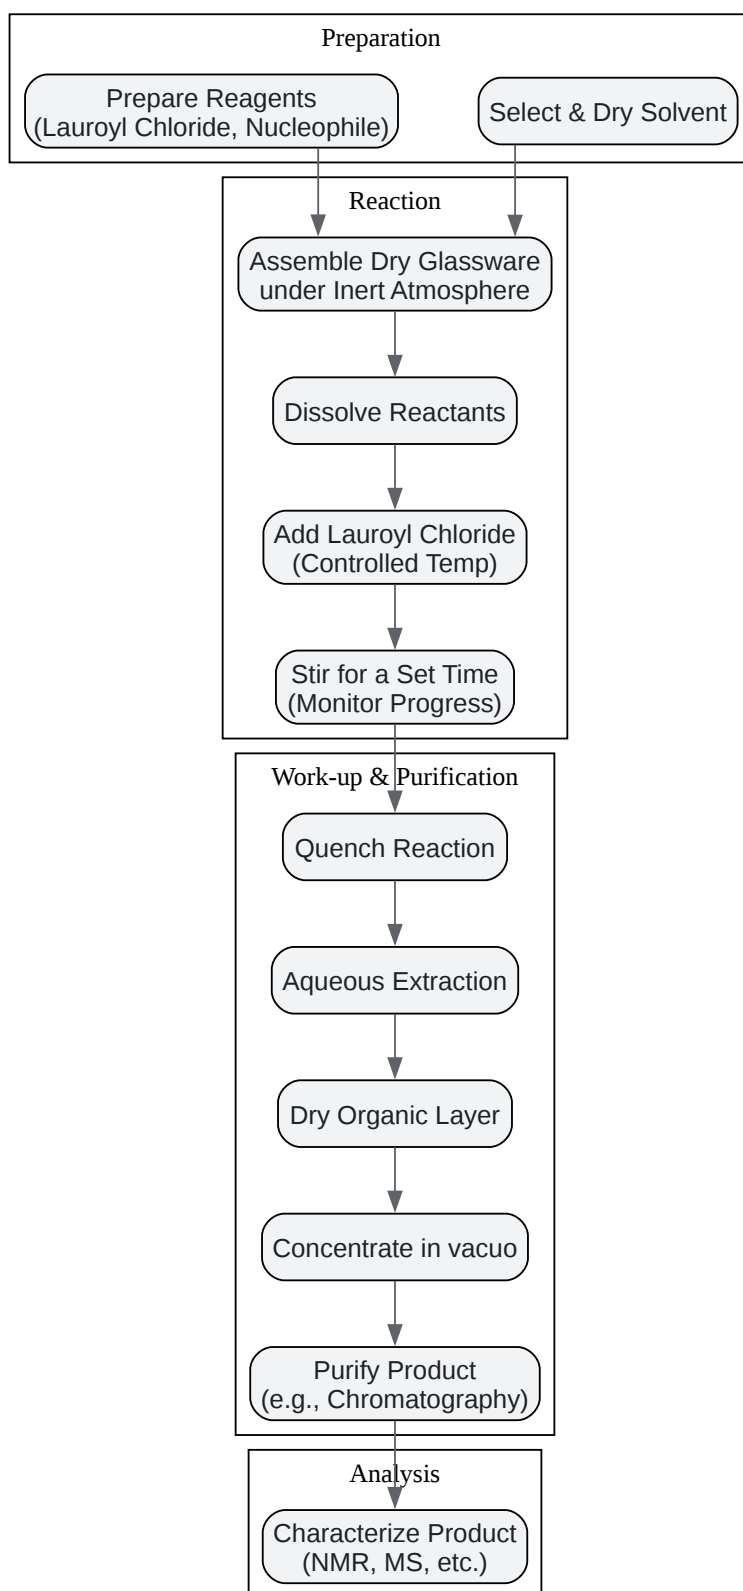 Preparation
Prepare Reagents
(Lauroyl Chloride, Nucleophile)
Select & Dry Solvent
Reaction
Assemble Dry Glassware
under Inert Atmosphere
Dissolve Reactants
Add Lauroyl Chloride
(Controlled Temp)
Stir for a Set Time
(Monitor Progress)
Work-up & Purification
Quench Reaction
Aqueous Extraction
Dry Organic Layer
Concentrate in vacuo
Purify Product
(e.g., Chromatography)
Analysis
Characterize Product
(NMR, MS, etc.)